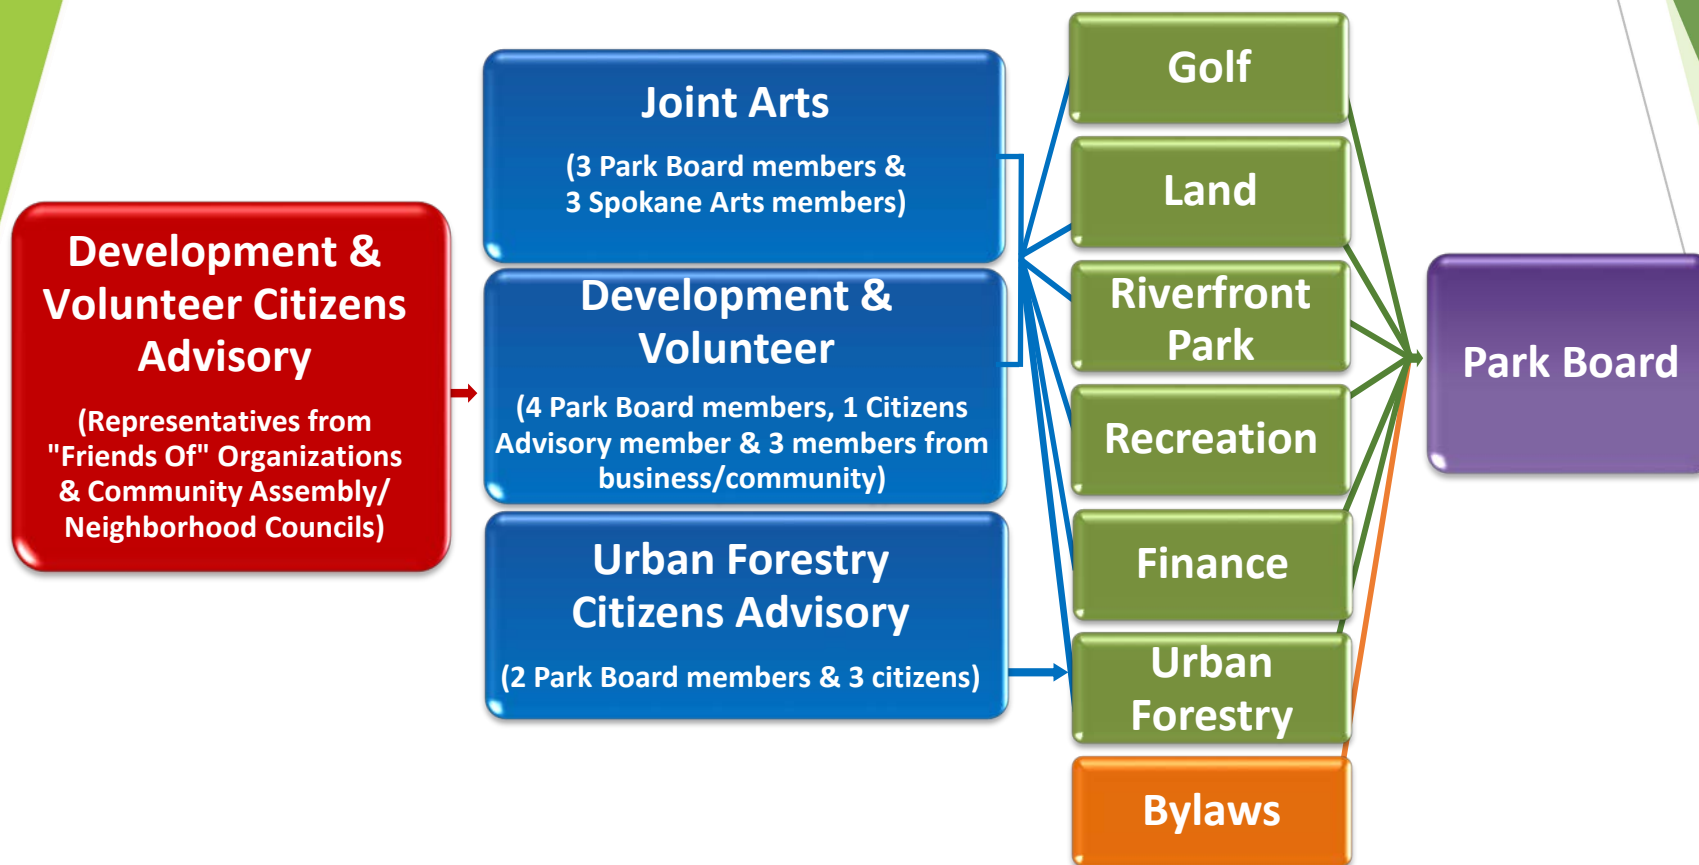 Development &
Volunteer Citizens
Advisory
(Representatives from
"Friends Of" Organizations
& Community Assembly/
Neighborhood Councils)
Joint Arts
(3 Park Board members &
3 Spokane Arts members)
Development &
Volunteer
(4 Park Board members, 1 Citizens
Advisory member & 3 members from
business/community)
Urban Forestry
Citizens Advisory
(2 Park Board members & 3 citizens)
Golf
Land
Riverfront
Park
Recreation
Finance
Urban
Forestry
Bylaws
Park Board